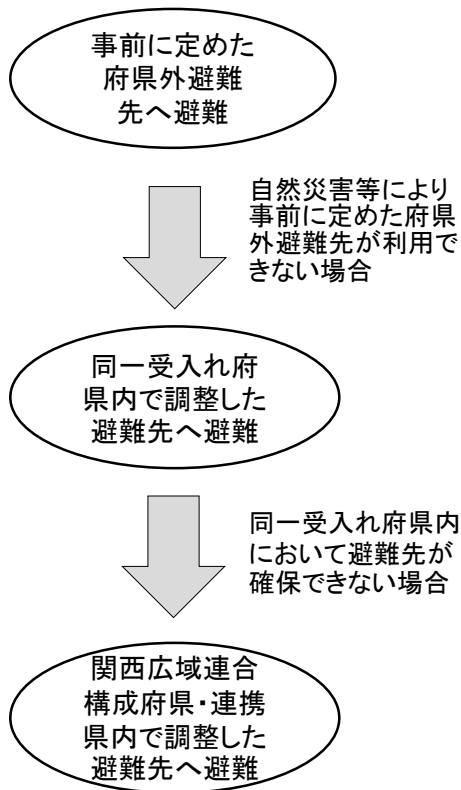 事前に定めた
府県外避難
先へ避難
自然災害等により
事前に定めた府県
外避難先が利用で
きない場合
同一受入れ府
県内で調整した
避難先へ避難
同一受入れ府県内
において避難先が
確保できない場合
関西広域連合
構成府県・連携
県内で調整した
避難先へ避難